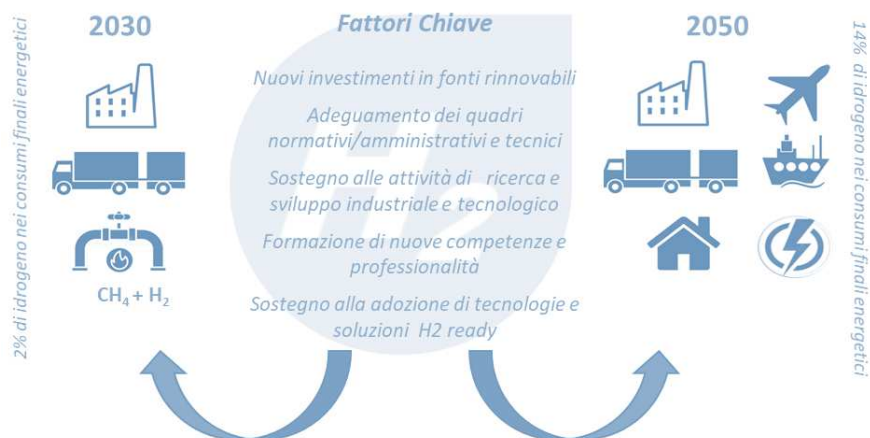 2030
Fattori Chiave
2050
2% di idrogeno nei consumi finali energetici
14% di idrogeno nei consumi finali energetici
Nuovi investimenti in fonti rinnovabili
Adeguamento dei quadri
normativi/amministrativi e tecnici
Sostegno alle attività di ricerca e
sviluppo industriale e tecnologico
Formazione di nuove competenze e
professionalità
Sostegno alla adozione di tecnologie e
soluzioni H2 ready
CH₄ + H₂
H₂